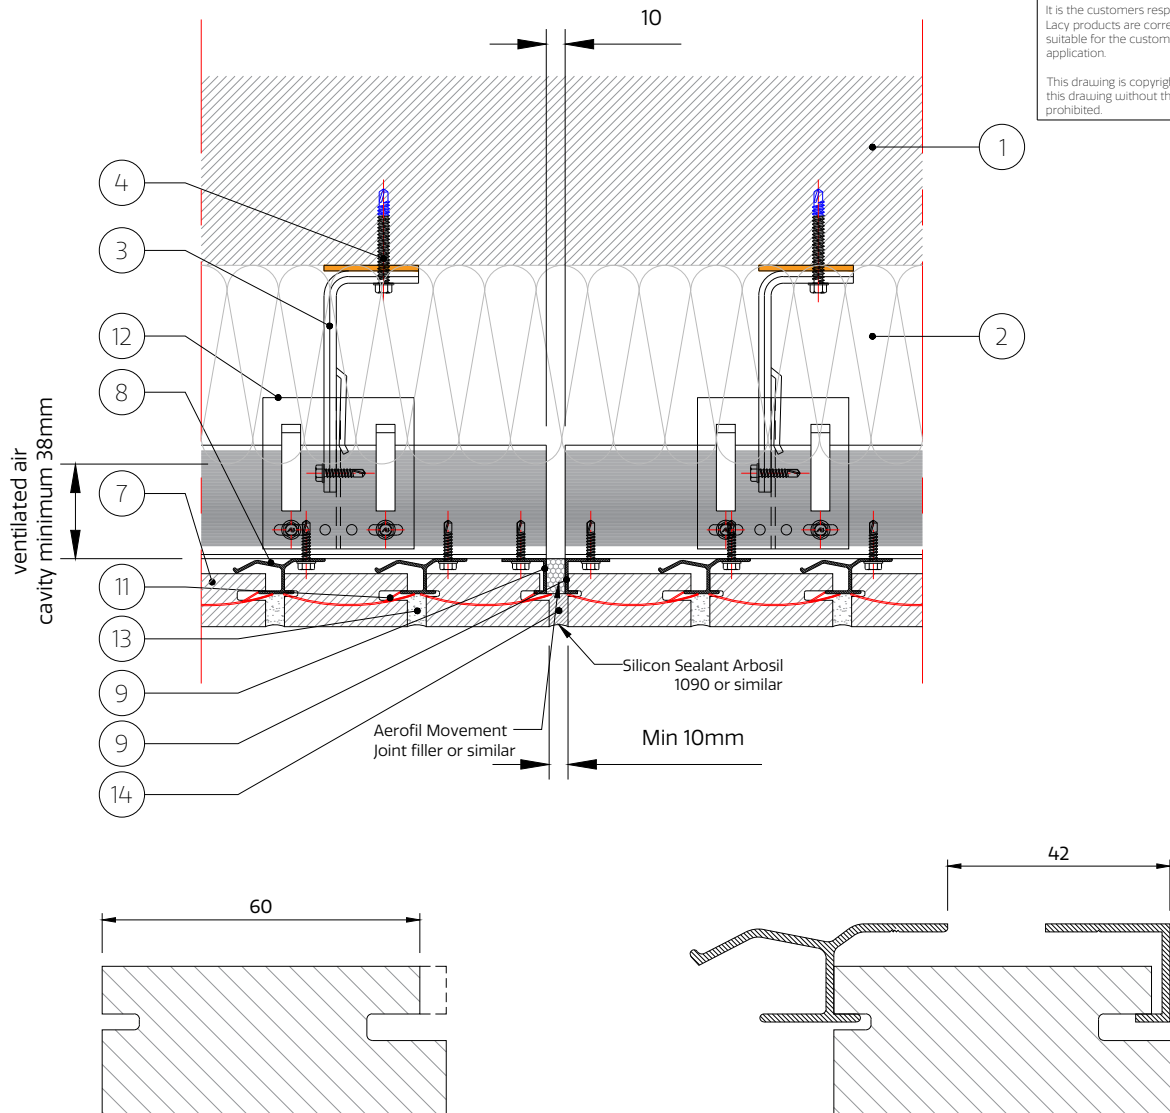 10
It is the customers resp
Lacy products are corre
suitable for the custom
application.
This drawing is copyrigh
this drawing without th
prohibited.
1
4
3
12
2
8
ventilated air
cavity minimum 38mm
7
11
13
9
9
14
Silicon Sealant Arbosil
1090 or similar
Aerofil Movement
Joint filler or similar
Min 10mm
60
42